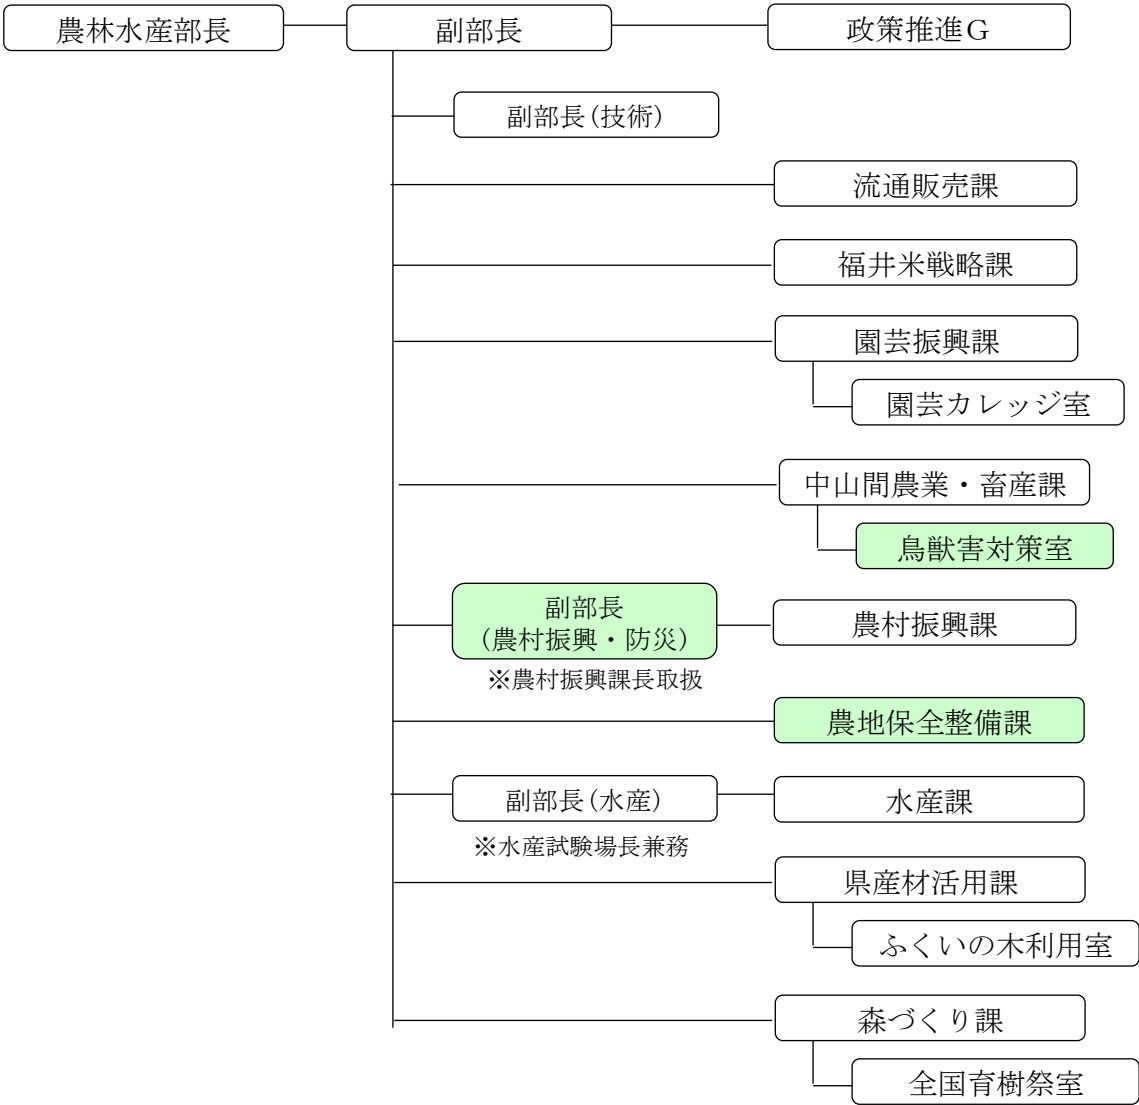 農林水産部長
副部長
政策推進G
副部長(技術)
流通販売課
福井米戦略課
園芸振興課
園芸カレッジ室
中山間農業・畜産課
鳥獣害対策室
副部長
(農村振興・防災)
農村振興課
※農村振興課長取扱
農地保全整備課
副部長(水産)
水産課
※水産試験場長兼務
県産材活用課
ふくいの木利用室
森づくり課
全国育樹祭室